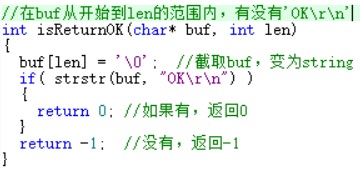 //在buf从开始到len的范围内，有没有'OK\r\n'
int isReturnOK(char* buf, int len)
{
  buf[len] = '\0';  //截取buf，变为string
  if( strstr(buf, "OK\r\n") )
  {
    return 0; //如果有，返回0
  }
  return -1;  //没有，返回-1
}